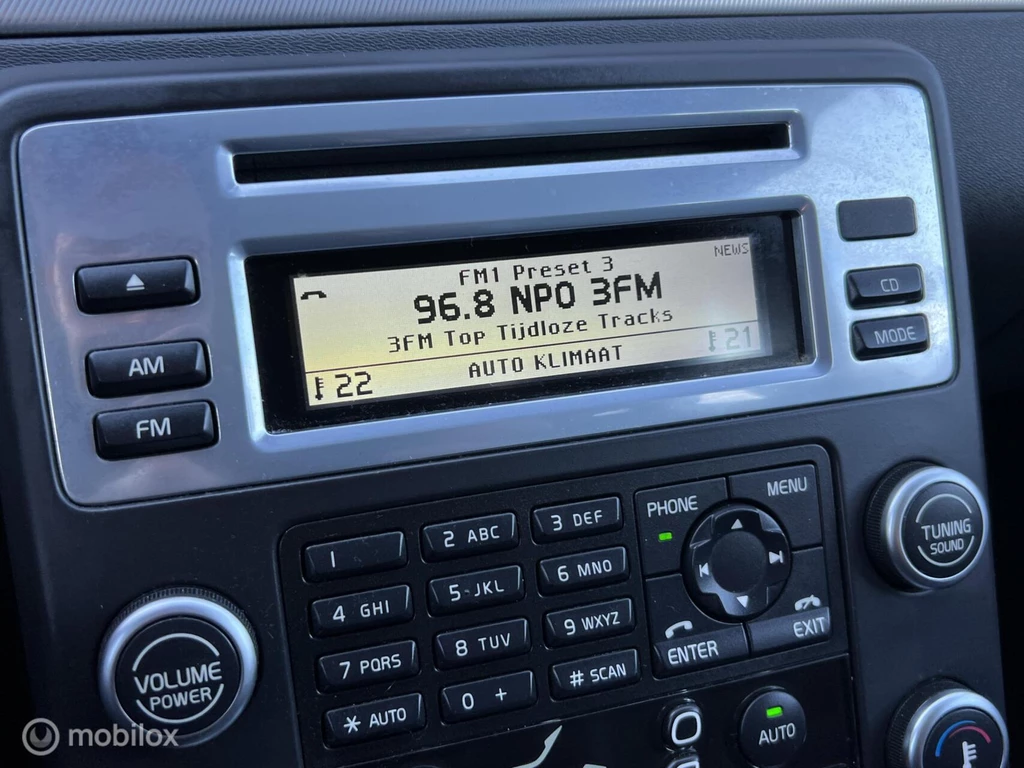 NEWS
FM1 Preset 3
96.8 NPO 3FM
3FM Top Tijdloze Tracks
22 AUTO KLIMAAT 21
AM
FM
CD
MODE
1
2 ABC
3 DEF
4 GHI
5·JKL
6 MNO
7 PQRS
8 TUV
9 WXYZ
* AUTO
0 +
# SCAN
PHONE
MENU
ENTER
EXIT
TUNING
SOUND
VOLUME
POWER
AUTO
mobilox